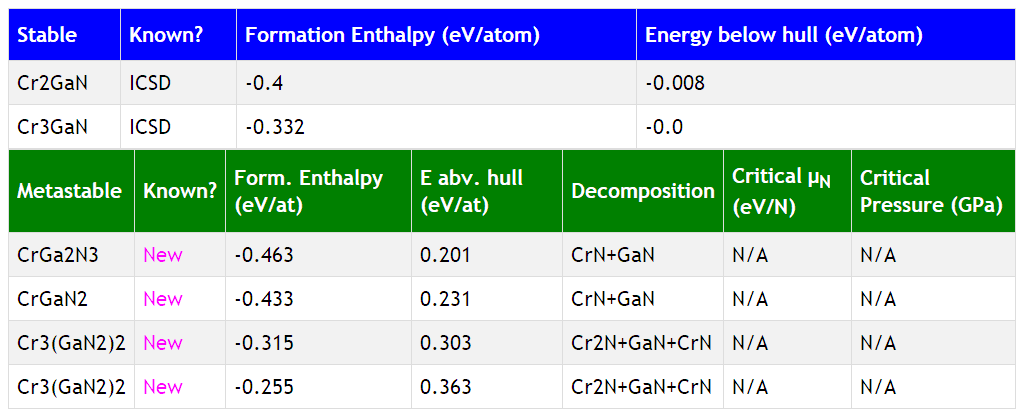 Stable Known? Formation Enthalpy (eV/atom) Energy below hull (eV/atom)
Cr2GaN ICSD -0.4 -0.008
Cr3GaN ICSD -0.332 -0.0
Metastable Known? Form. Enthalpy (eV/at) E abv. hull (eV/at) Decomposition Critical μN (eV/N) Critical Pressure (GPa)
CrGa2N3 New -0.463 0.201 CrN+GaN N/A N/A
CrGaN2 New -0.433 0.231 CrN+GaN N/A N/A
Cr3(GaN2)2 New -0.315 0.303 Cr2N+GaN+CrN N/A N/A
Cr3(GaN2)2 New -0.255 0.363 Cr2N+GaN+CrN N/A N/A